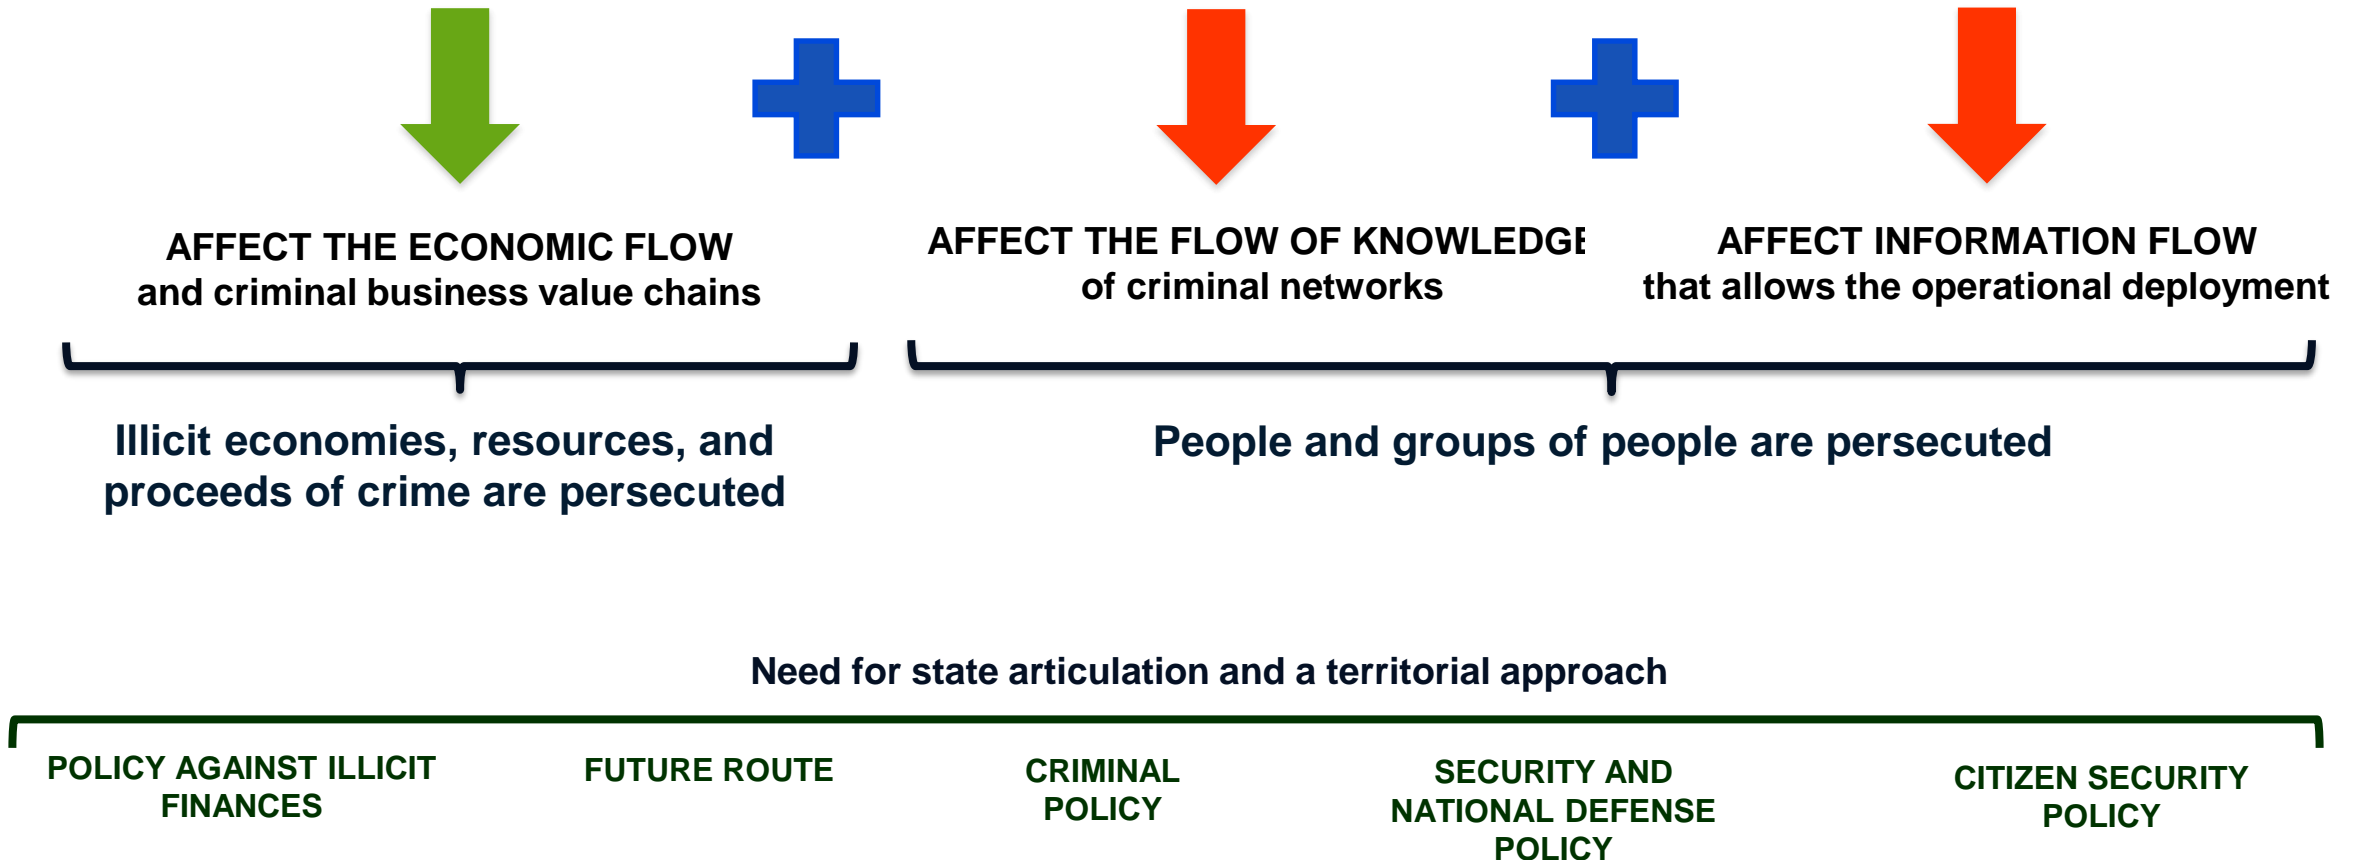 AFFECT THE ECONOMIC FLOW
and criminal business value chains
AFFECT THE FLOW OF KNOWLEDGE
of criminal networks
AFFECT INFORMATION FLOW
that allows the operational deployment
Illicit economies, resources, and
proceeds of crime are persecuted
People and groups of people are persecuted
Need for state articulation and a territorial approach
POLICY AGAINST ILLICIT
FINANCES
FUTURE ROUTE
CRIMINAL
POLICY
SECURITY AND
NATIONAL DEFENSE
POLICY
CITIZEN SECURITY
POLICY